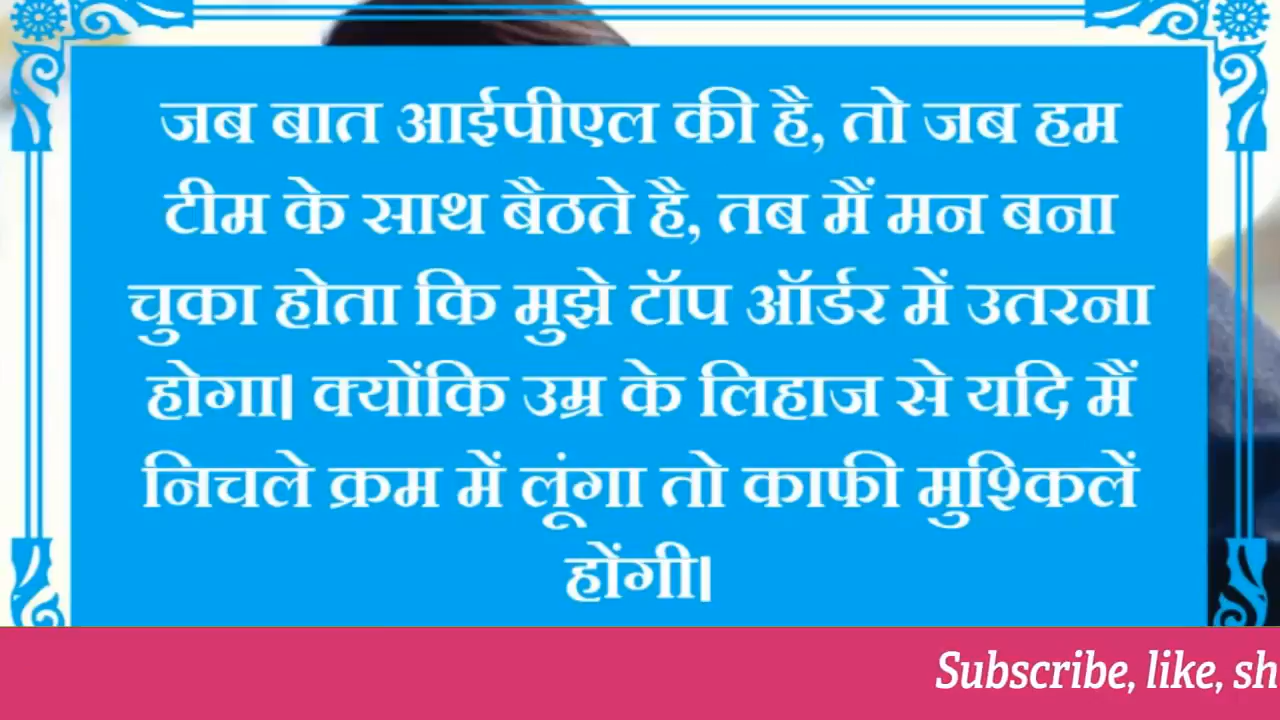 जब बात आईपीएल की है, तो जब हम
टीम के साथ बैठते है, तब मैं मन बना
चुका होता कि मुझे टॉप ऑर्डर में उतरना
होगा। क्योंकि उम्र के लिहाज से यदि मैं
निचले क्रम में लूंगा तो काफी मुश्किलें
होंगी।
Subscribe, like, sh